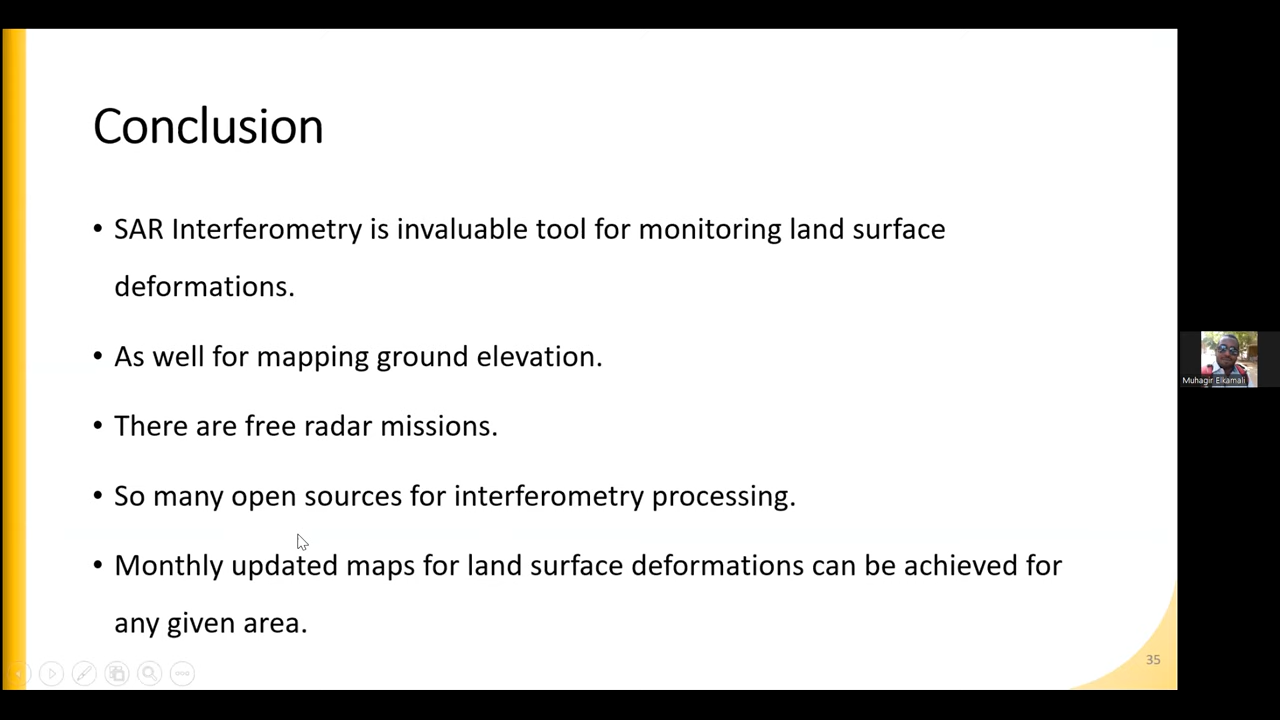 Conclusion
• SAR Interferometry is invaluable tool for monitoring land surface
deformations.
• As well for mapping ground elevation.
• There are free radar missions.
• So many open sources for interferometry processing.
• Monthly updated maps for land surface deformations can be achieved for
any given area.
35
Muhagir Elkamali